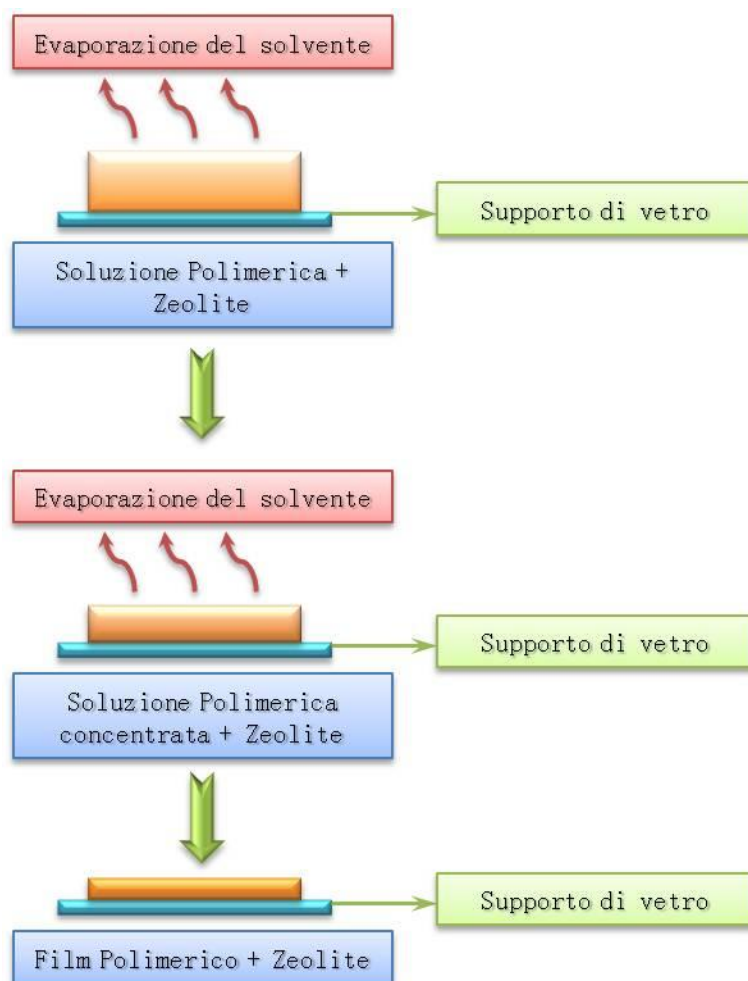 Evaporazione del solvente
Supporto di vetro
Soluzione Polimerica +
Zeolite
Evaporazione del solvente
Supporto di vetro
Soluzione Polimerica
concentrata + Zeolite
Supporto di vetro
Film Polimerico + Zeolite